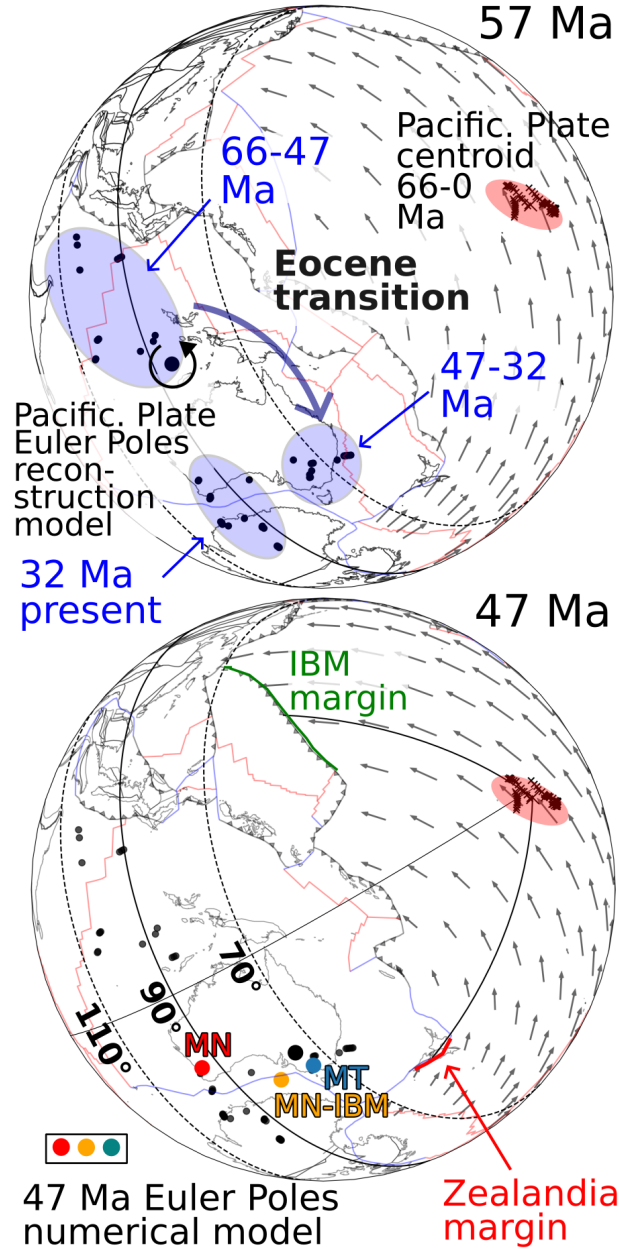 57 Ma
Pacific. Plate
centroid
66-0
Ma
66-47
Ma
Eocene
transition
47-32
Ma
Pacific. Plate
Euler Poles
recon-
struction
model
32 Ma
present
47 Ma
IBM
margin
70°
90°
110°
MN
MT
MN-IBM
47 Ma Euler Poles
numerical model
Zealandia
margin